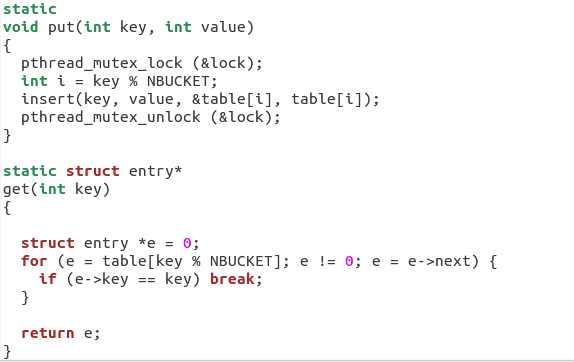 static
void put(int key, int value)
{
  pthread_mutex_lock (&lock);
  int i = key % NBUCKET;
  insert(key, value, &table[i], table[i]);
  pthread_mutex_unlock (&lock);
}

static struct entry*
get(int key)
{

  struct entry *e = 0;
  for (e = table[key % NBUCKET]; e != 0; e = e->next) {
    if (e->key == key) break;
  }

  return e;
}